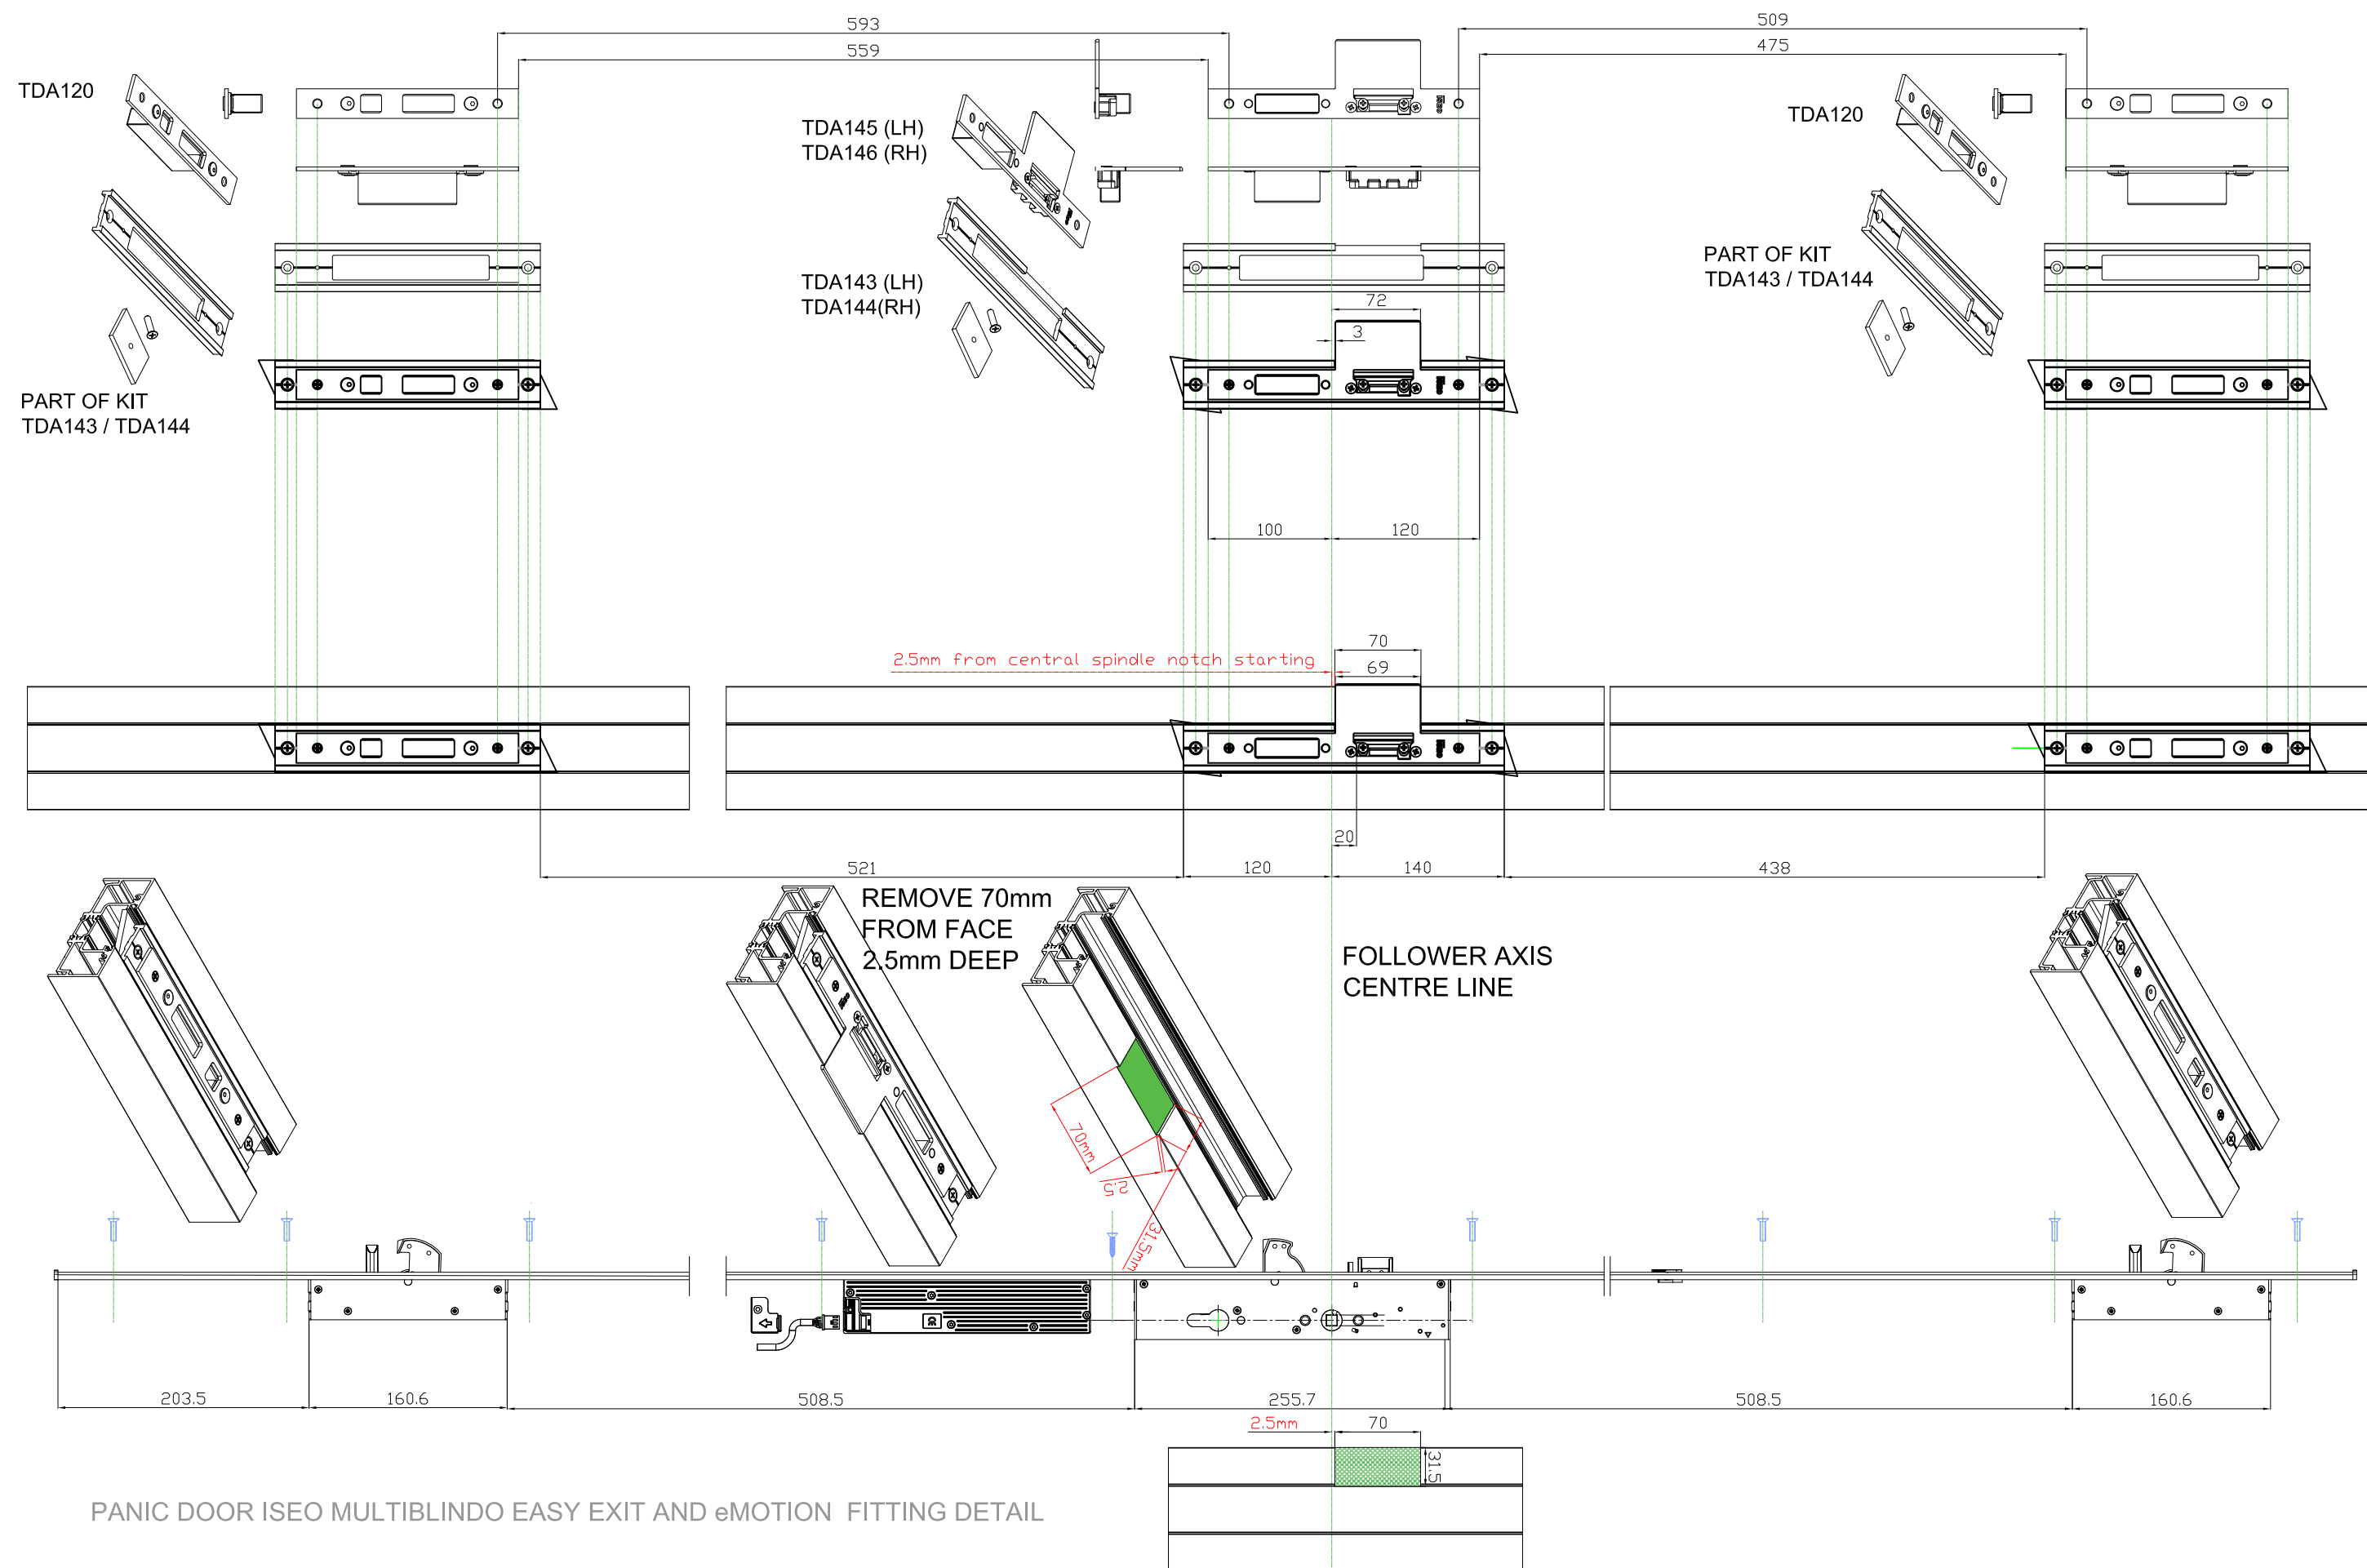 593
509
559
475
TDA120
TDA145 (LH)
TDA146 (RH)
TDA120
TDA143 (LH)
TDA144(RH)
PART OF KIT
TDA143 / TDA144
72
3
PART OF KIT
TDA143 / TDA144
100
120
70
2.5mm from central spindle notch starting
69
20
521
120
140
438
REMOVE 70mm
FROM FACE
2.5mm DEEP
FOLLOWER AXIS
CENTRE LINE
70mm
2.5
31.5mm
CE
203.5
160.6
508.5
255.7
508.5
160.6
2.5mm
70
31.5
PANIC DOOR ISEO MULTIBLINDO EASY EXIT AND eMOTION FITTING DETAIL